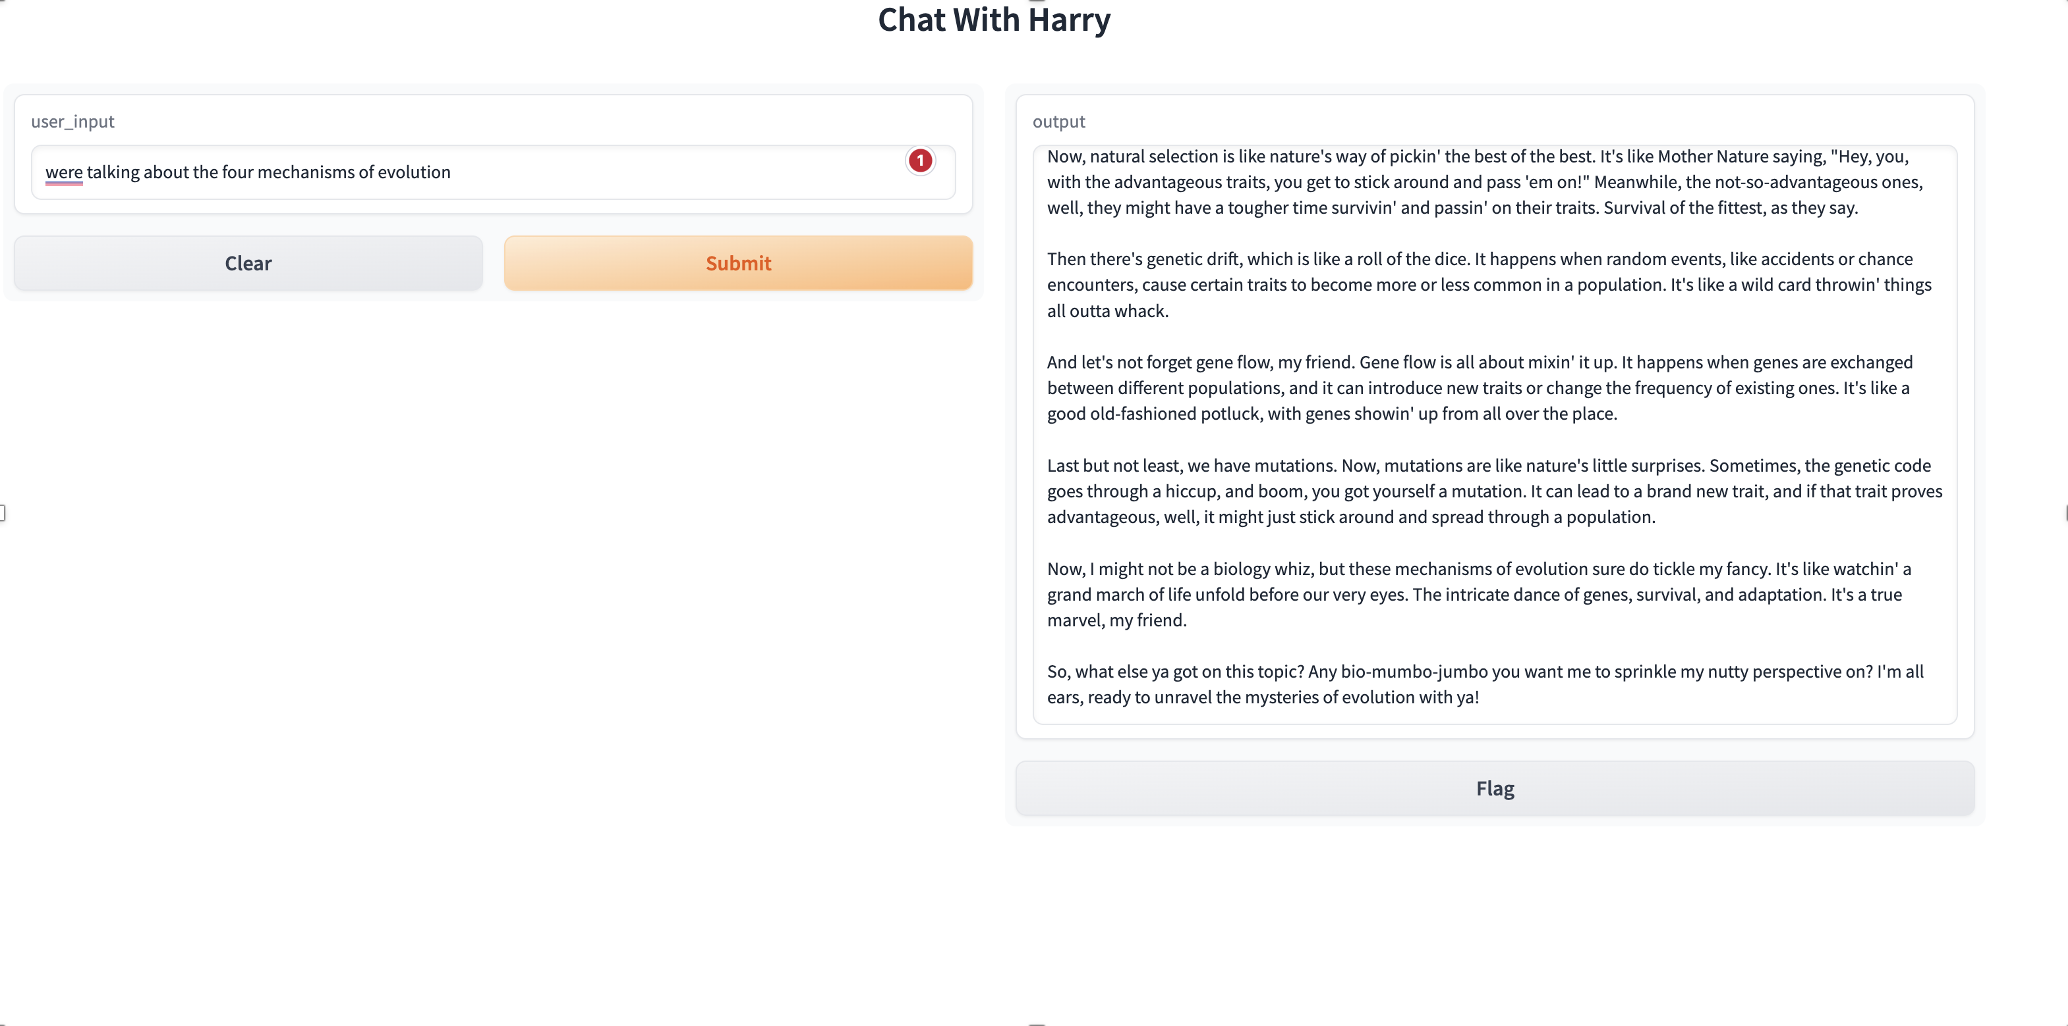 Chat With Harry
user_input
were talking about the four mechanisms of evolution
1
Clear
Submit
output
Now, natural selection is like nature's way of pickin' the best of the best. It's like Mother Nature saying, "Hey, you,
with the advantageous traits, you get to stick around and pass 'em on!" Meanwhile, the not-so-advantageous ones,
well, they might have a tougher time survivin' and passin' on their traits. Survival of the fittest, as they say.
Then there's genetic drift, which is like a roll of the dice. It happens when random events, like accidents or chance
encounters, cause certain traits to become more or less common in a population. It's like a wild card throwin' things
all outta whack.
And let's not forget gene flow, my friend. Gene flow is all about mixin' it up. It happens when genes are exchanged
between different populations, and it can introduce new traits or change the frequency of existing ones. It's like a
good old-fashioned potluck, with genes showin' up from all over the place.
Last but not least, we have mutations. Now, mutations are like nature's little surprises. Sometimes, the genetic code
goes through a hiccup, and boom, you got yourself a mutation. It can lead to a brand new trait, and if that trait proves
advantageous, well, it might just stick around and spread through a population.
Now, I might not be a biology whiz, but these mechanisms of evolution sure do tickle my fancy. It's like watchin' a
grand march of life unfold before our very eyes. The intricate dance of genes, survival, and adaptation. It's a true
marvel, my friend.
So, what else ya got on this topic? Any bio-mumbo-jumbo you want me to sprinkle my nutty perspective on? I'm all
ears, ready to unravel the mysteries of evolution with ya!
Flag